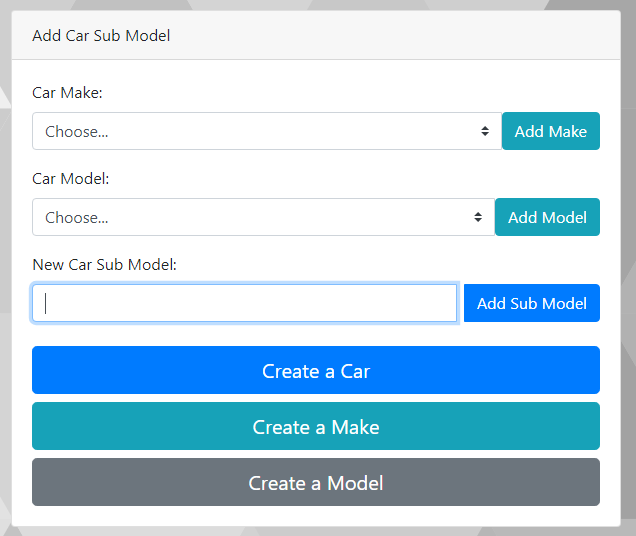 Add Car Sub Model
Car Make:
Choose... Add Make
Car Model:
Choose... Add Model
New Car Sub Model:
Add Sub Model
Create a Car
Create a Make
Create a Model